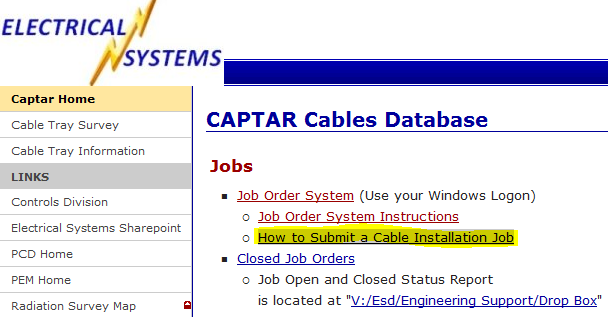 ELECTRICAL
SYSTEMS
Captar Home
Cable Tray Survey
Cable Tray Information
LINKS
Controls Division
Electrical Systems Sharepoint
PCD Home
PEM Home
Radiation Survey Map
CAPTAR Cables Database
Jobs
Job Order System (Use your Windows Logon)
Job Order System Instructions
How to Submit a Cable Installation Job
Closed Job Orders
Job Open and Closed Status Report
is located at "V:/Esd/Engineering Support/Drop Box"